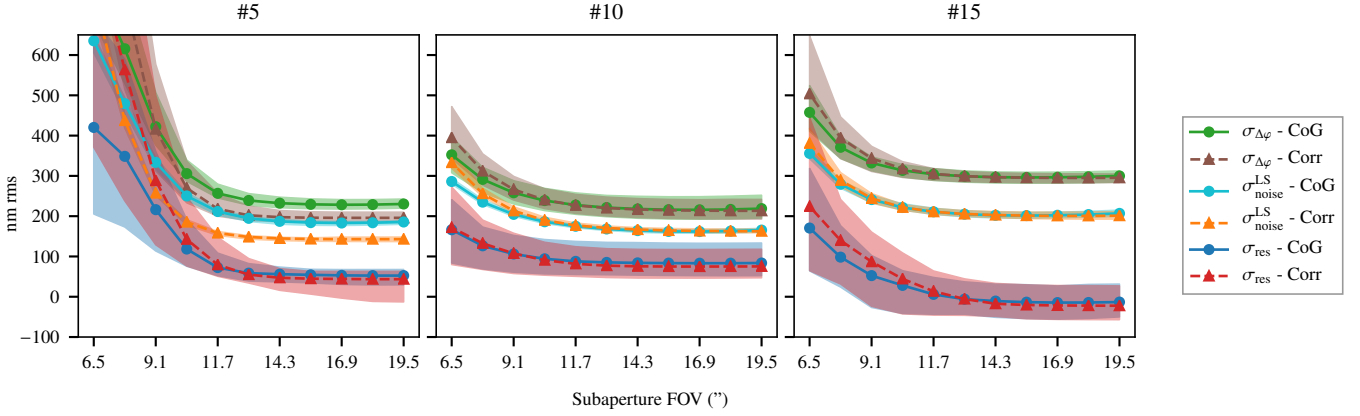 #5 #10 #15
600
500
400
300
200
100
0
−100
nm rms
6.5 9.1 11.7 14.3 16.9 19.5 6.5 9.1 11.7 14.3 16.9 19.5 6.5 9.1 11.7 14.3 16.9 19.5
Subaperture FOV (”)
σΔφ - CoG
σΔφ - Corr
σLSnoise - CoG
σLSnoise - Corr
σres - CoG
σres - Corr